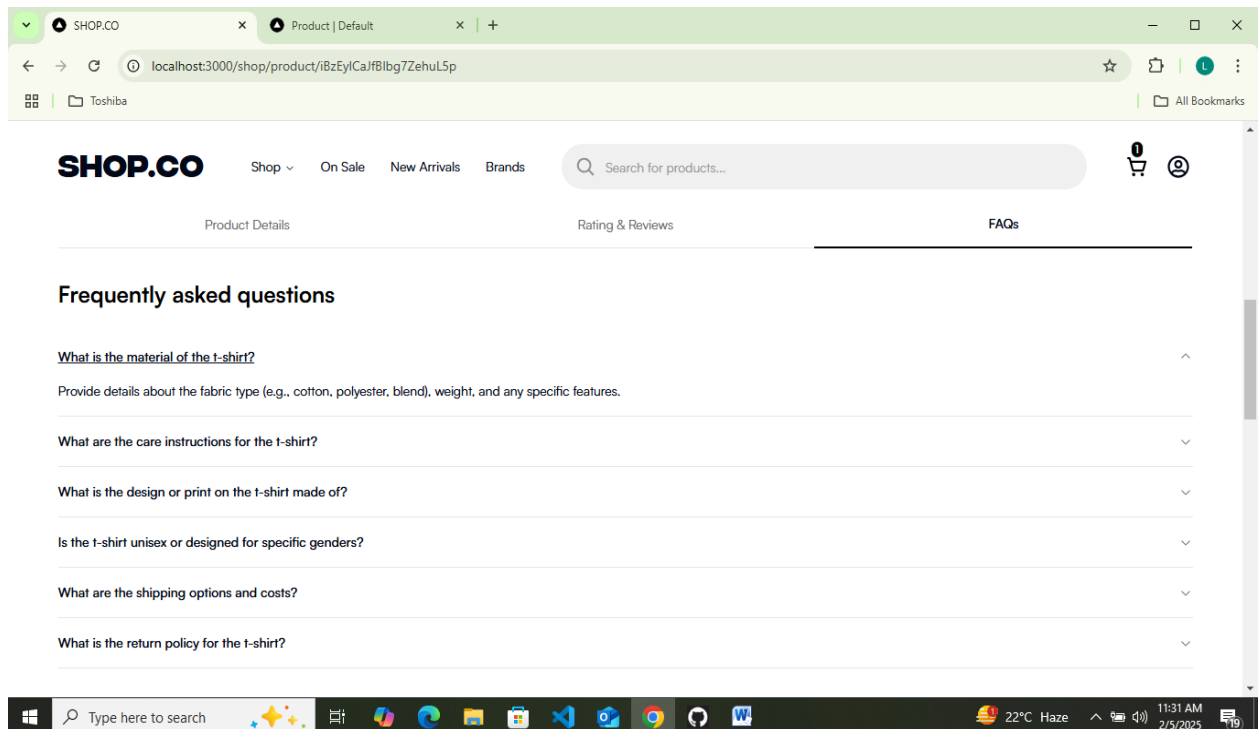 SHOP.CO
Product | Default
localhost:3000/shop/product/iBzEylCaJfBlbg7ZehuL5p
L
Toshiba
All Bookmarks
SHOP.CO
Shop
On Sale
New Arrivals
Brands
Search for products...
0
Product Details
Rating & Reviews
FAQs
Frequently asked questions
What is the material of the t-shirt?
Provide details about the fabric type (e.g., cotton, polyester, blend), weight, and any specific features.
What are the care instructions for the t-shirt?
What is the design or print on the t-shirt made of?
Is the t-shirt unisex or designed for specific genders?
What are the shipping options and costs?
What is the return policy for the t-shirt?
Type here to search
22°C Haze
11:31 AM
2/5/2025
19